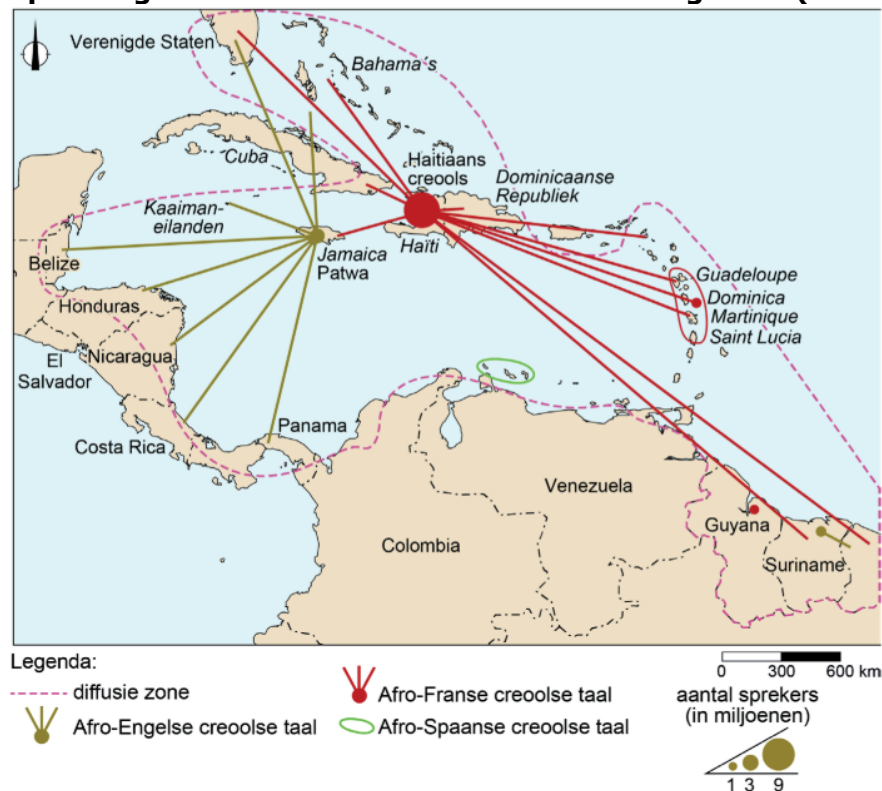 Verenigde Staten
Bahama´s
Cuba
Haitiaans
creools
Dominicaanse
Republiek
Kaaiman-
eilanden
Jamaica
Patwa
Haïti
Belize
Guadeloupe
Dominica
Martinique
Saint Lucia
Honduras
El
Salvador
Nicaragua
Costa Rica
Panama
Venezuela
Colombia
Guyana
Suriname
Legenda:
diffusie zone
Afro-Engelse creoolse taal
Afro-Franse creoolse taal
Afro-Spaanse creoolse taal
0 300 600 km
aantal sprekers
(in miljoenen)
1 3 9